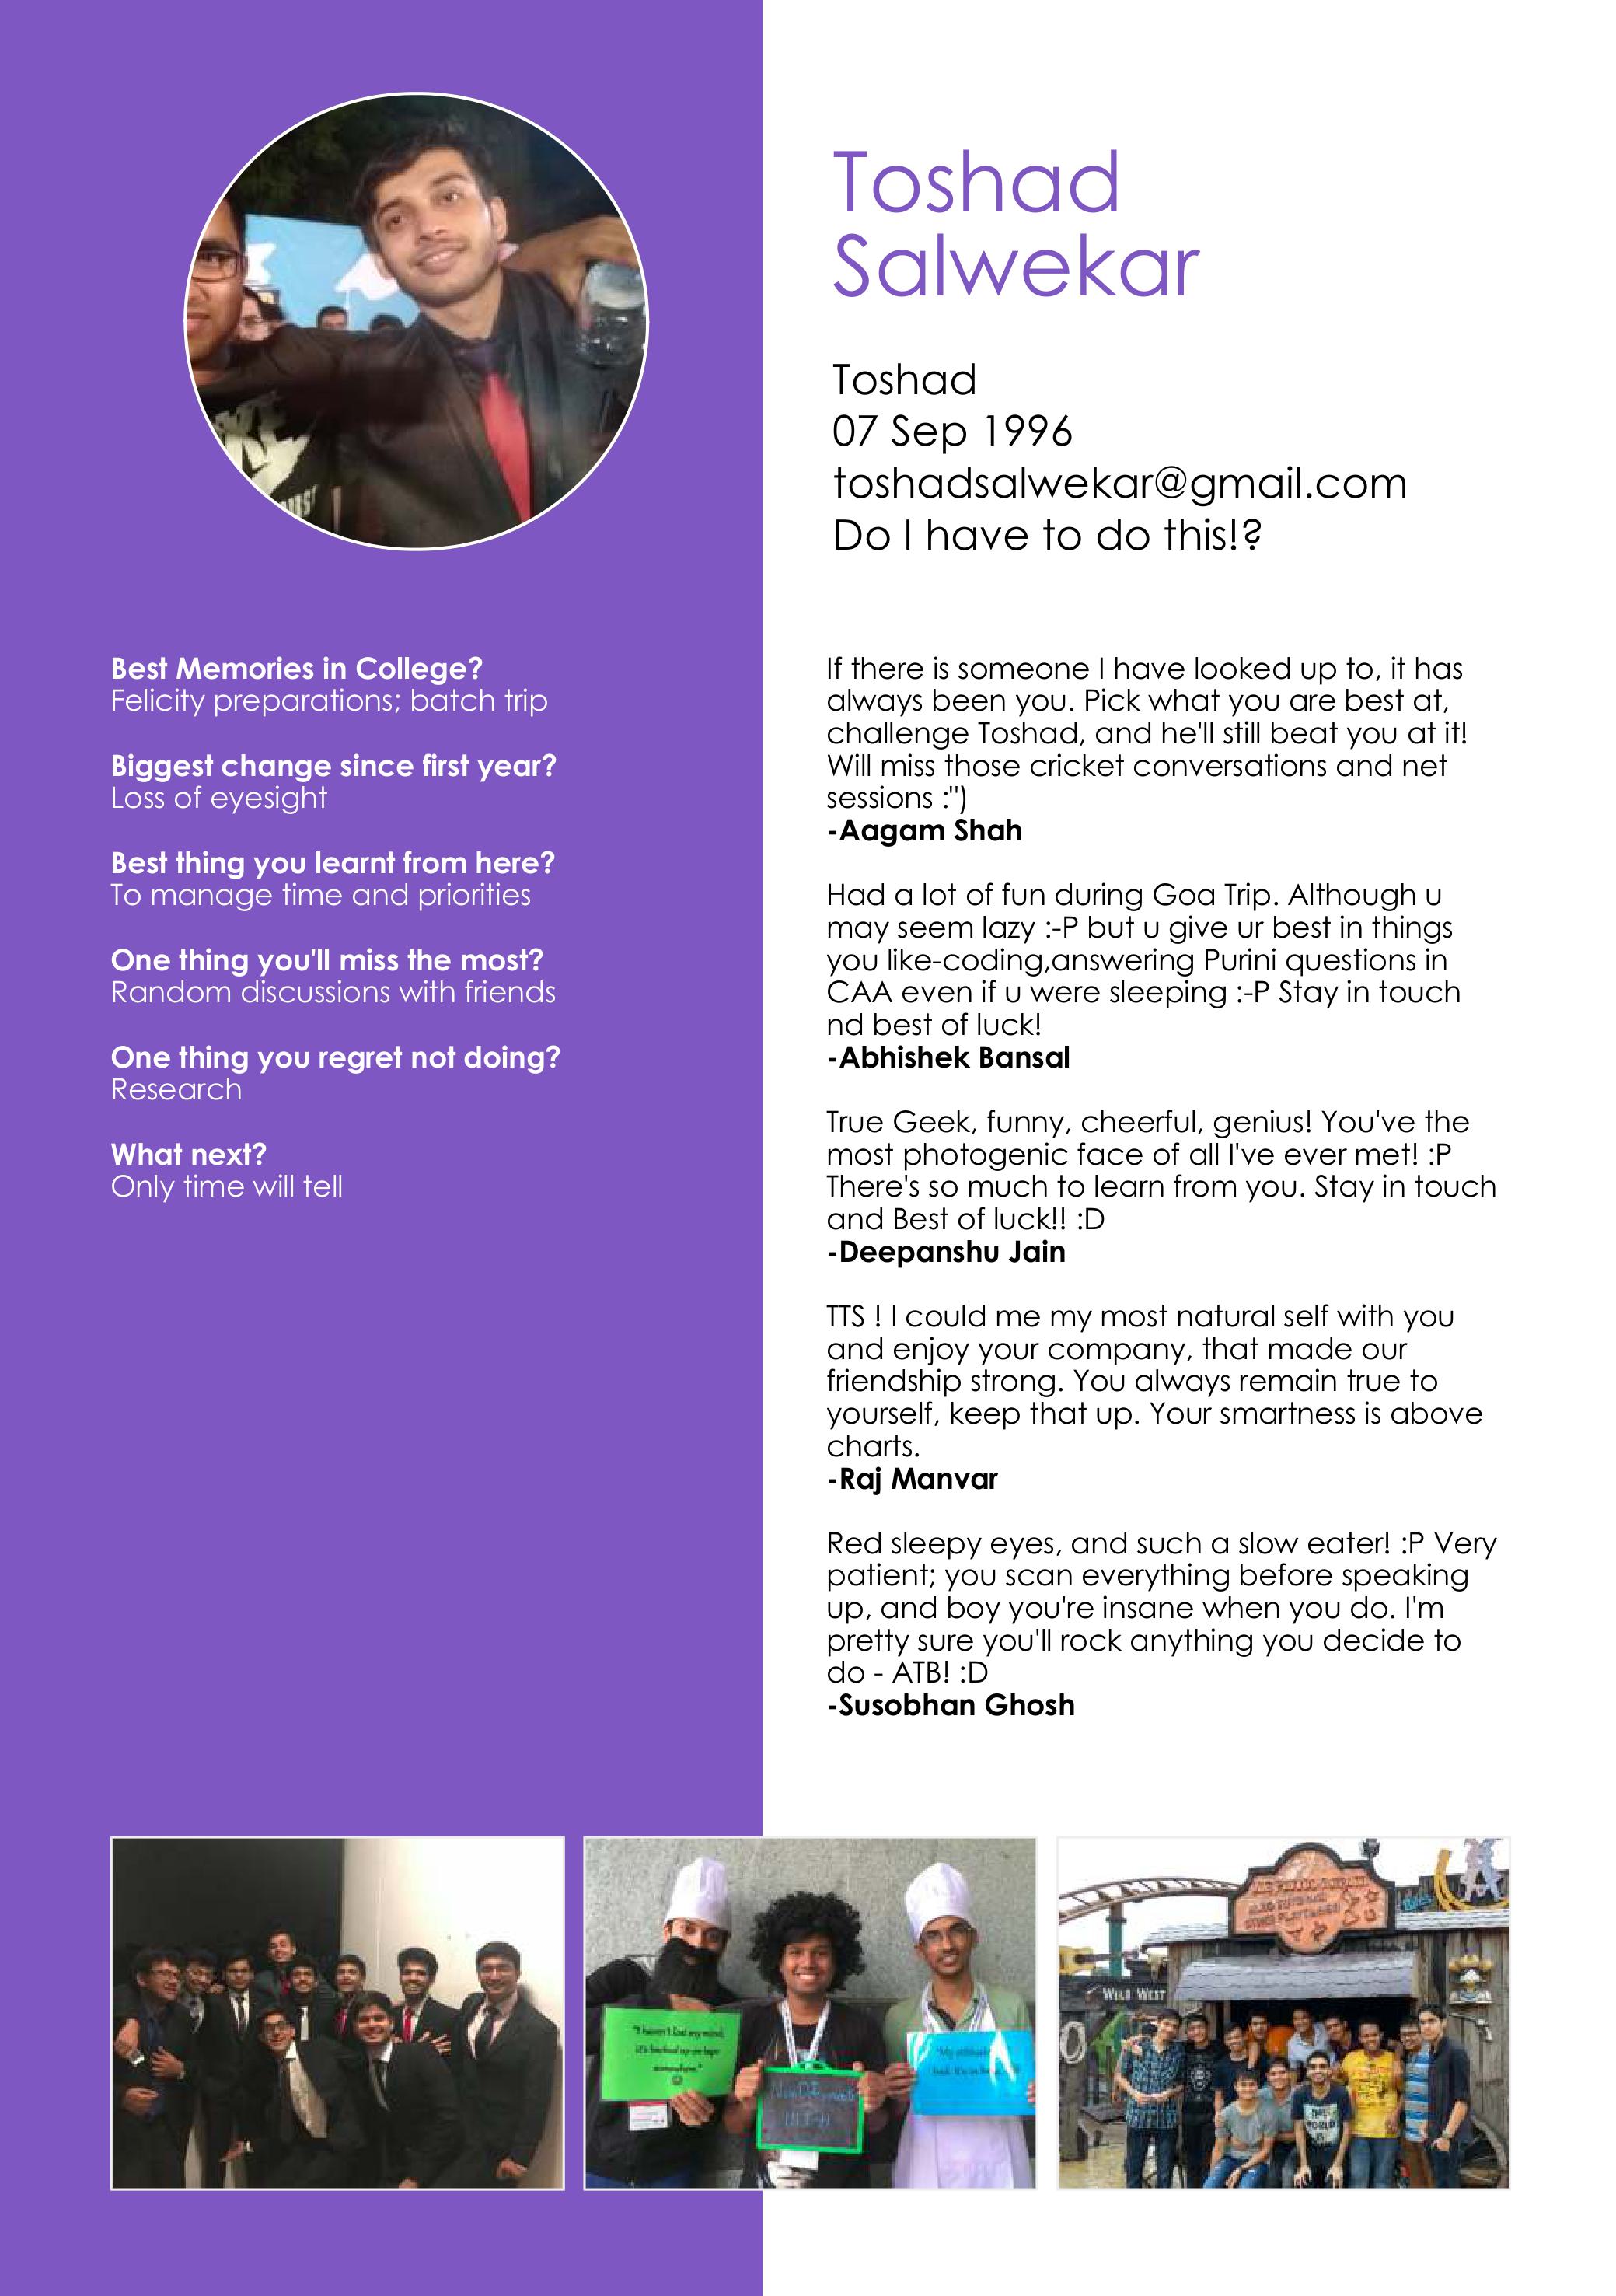 Toshad
Salwekar
Toshad
07 Sep 1996
toshadsalwekar@gmail.com
Do I have to do this!?
Best Memories in College?
Felicity preparations; batch trip
Biggest change since first year?
Loss of eyesight
Best thing you learnt from here?
To manage time and priorities
One thing you'll miss the most?
Random discussions with friends
One thing you regret not doing?
Research
What next?
Only time will tell
If there is someone I have looked up to, it has
always been you. Pick what you are best at,
challenge Toshad, and he'll still beat you at it!
Will miss those cricket conversations and net
sessions :")
-Aagam Shah
Had a lot of fun during Goa Trip. Although u
may seem lazy :-P but u give ur best in things
you like-coding,answering Purini questions in
CAA even if u were sleeping :-P Stay in touch
nd best of luck!
-Abhishek Bansal
True Geek, funny, cheerful, genius! You've the
most photogenic face of all I've ever met! :P
There's so much to learn from you. Stay in touch
and Best of luck!! :D
-Deepanshu Jain
TTS ! I could me my most natural self with you
and enjoy your company, that made our
friendship strong. You always remain true to
yourself, keep that up. Your smartness is above
charts.
-Raj Manvar
Red sleepy eyes, and such a slow eater! :P Very
patient; you scan everything before speaking
up, and boy you're insane when you do. I'm
pretty sure you'll rock anything you decide to
do - ATB! :D
-Susobhan Ghosh
"I haven't lost my mind,
it's backed up on tape
somewhere."
"My
IIIT-H
WILD WEST
THE
WORLD